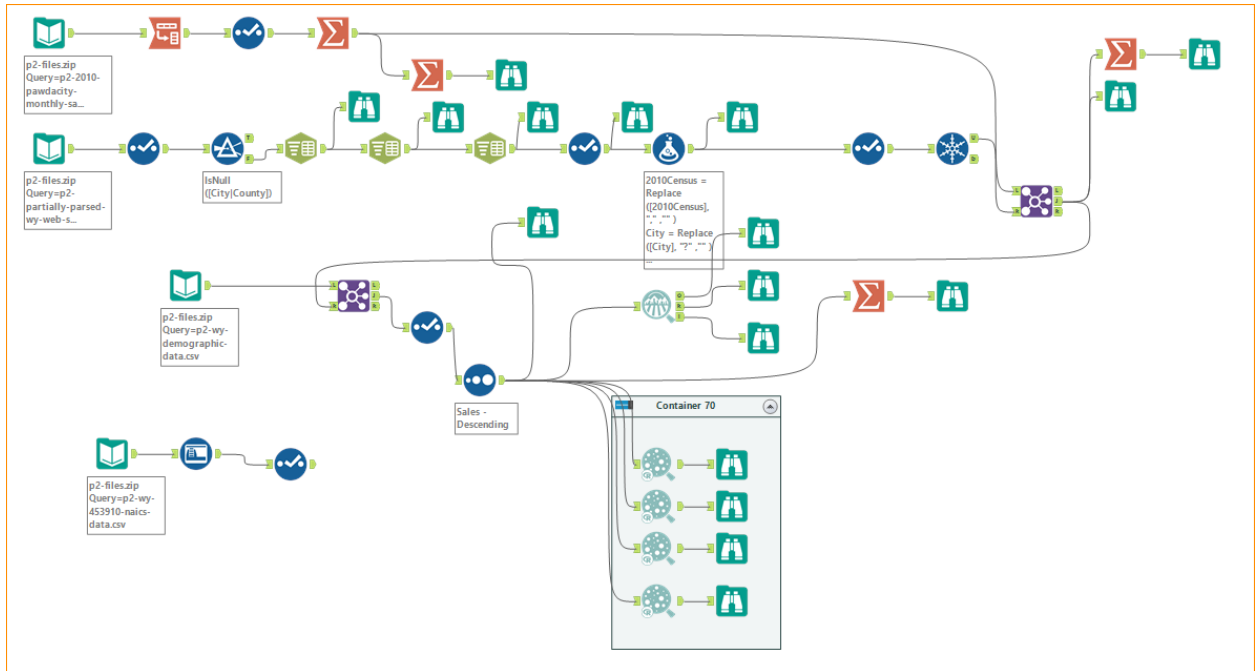 p2-files.zip
Query=p2-2010-
pawdacity-
monthly-sa...
p2-files.zip
Query=p2-
partially-parsed-
wy-web-s...
IsNull
([City|County])
T
F
2010Census =
Replace
([2010Census],
"," ,"" )
City = Replace
([City], "?" ,"" )
...
U
D
L
R
L
J
R
p2-files.zip
Query=p2-wy-
demographic-
data.csv
L
R
L
J
R
O
R
I
Sales -
Descending
Container 70
p2-files.zip
Query=p2-wy-
453910-naics-
data.csv